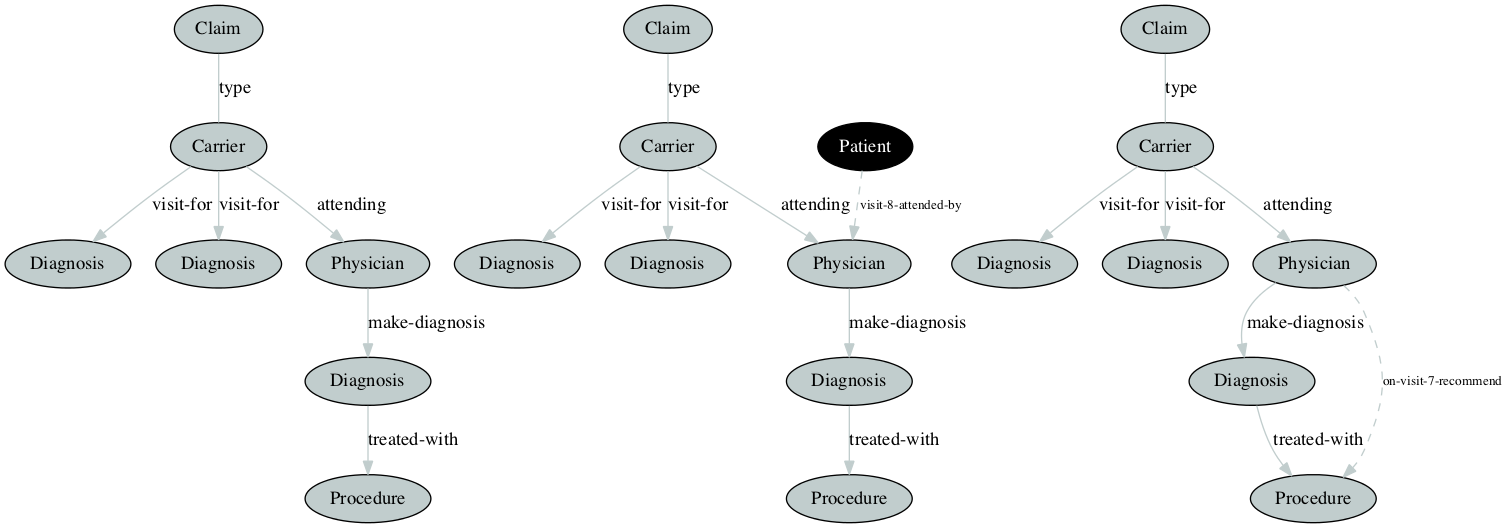 Claim
type
Carrier
visit-for
visit-for
attending
Diagnosis
Diagnosis
Physician
make-diagnosis
Diagnosis
treated-with
Procedure
Claim
type
Carrier
Patient
visit-for
visit-for
attending
visit-8-attended-by
Diagnosis
Diagnosis
Physician
make-diagnosis
Diagnosis
treated-with
Procedure
Claim
type
Carrier
visit-for
visit-for
attending
Diagnosis
Diagnosis
Physician
make-diagnosis
Diagnosis
on-visit-7-recommend
treated-with
Procedure